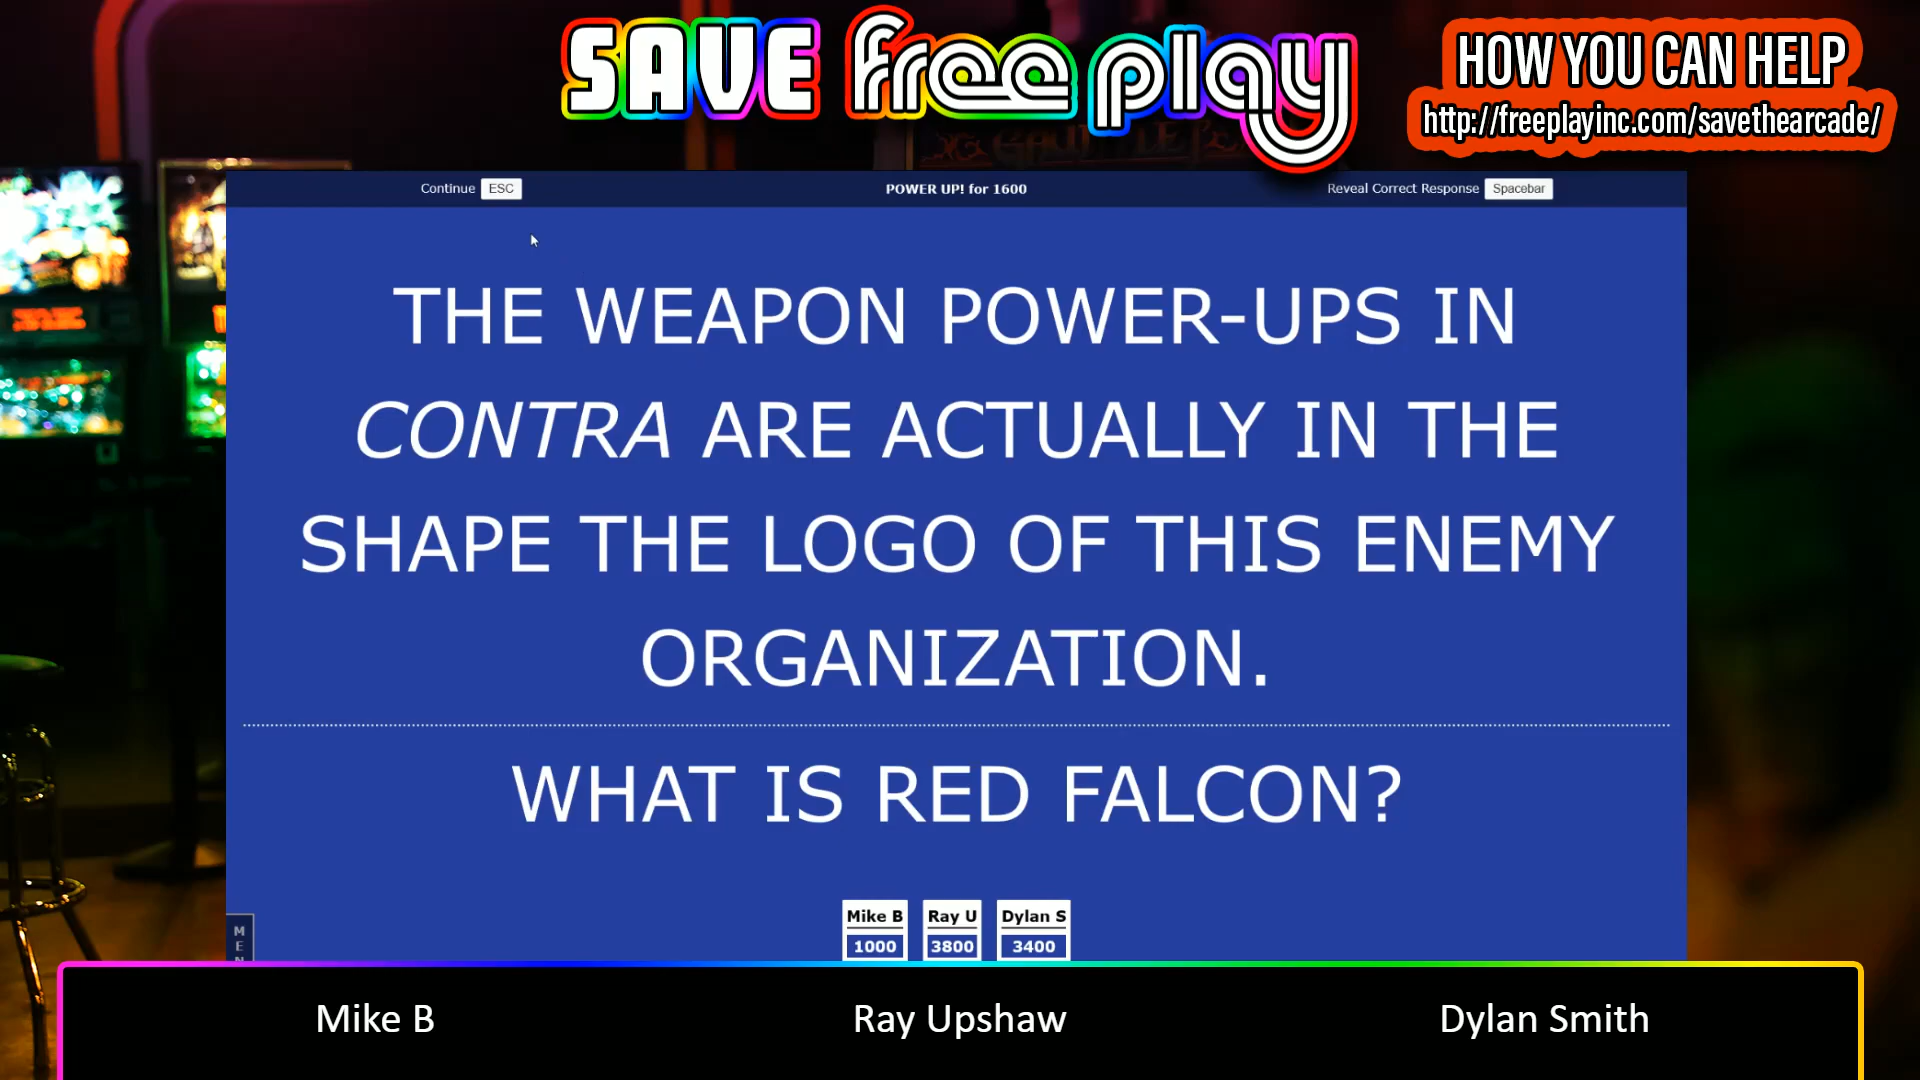 SAVE free play
HOW YOU CAN HELP
http://freeplayinc.com/savethearcade/
Continue ESC
POWER UP! for 1600
Reveal Correct Response Spacebar
THE WEAPON POWER-UPS IN
CONTRA ARE ACTUALLY IN THE
SHAPE THE LOGO OF THIS ENEMY
ORGANIZATION.
WHAT IS RED FALCON?
Mike B Ray U Dylan S
1000 3800 3400
Mike B Ray Upshaw Dylan Smith